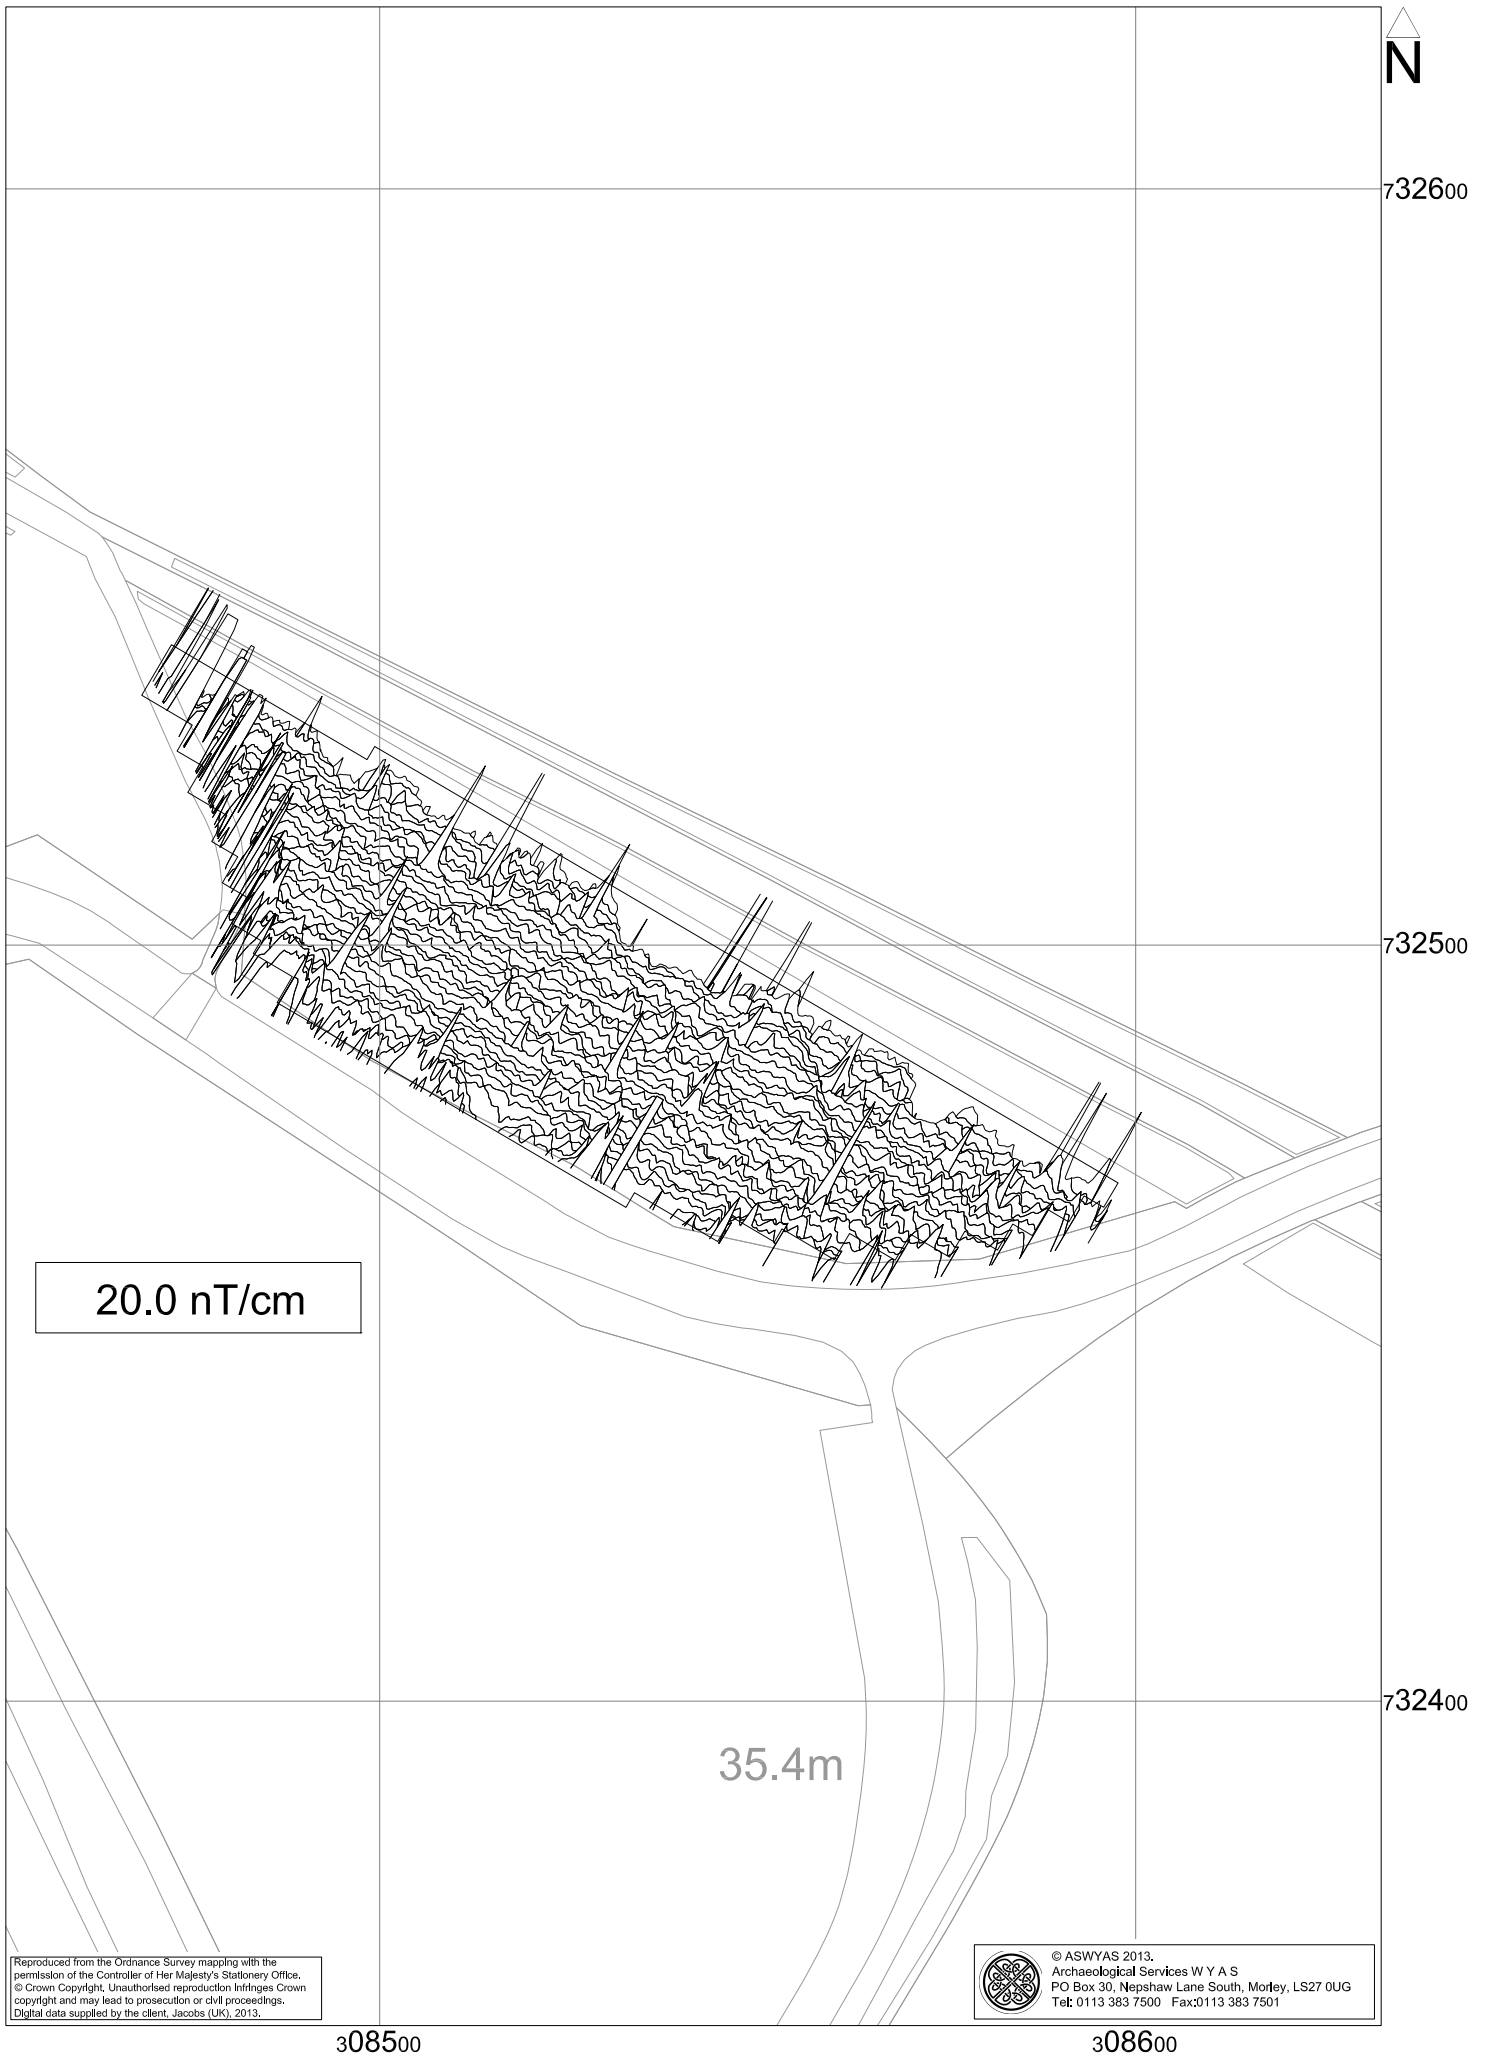 N
732600
732500
20.0 nT/cm
732400
35.4m
Reproduced from the Ordnance Survey mapping with the
permission of the Controller of Her Majesty's Stationery Office.
© Crown Copyright. Unauthorised reproduction infringes Crown
copyright and may lead to prosecution or civil proceedings.
Digital data supplied by the client, Jacobs (UK), 2013.
© ASWYAS 2013.
Archaeological Services W Y A S
PO Box 30, Nepshaw Lane South, Morley, LS27 0UG
Tel: 0113 383 7500 Fax:0113 383 7501
308500 308600